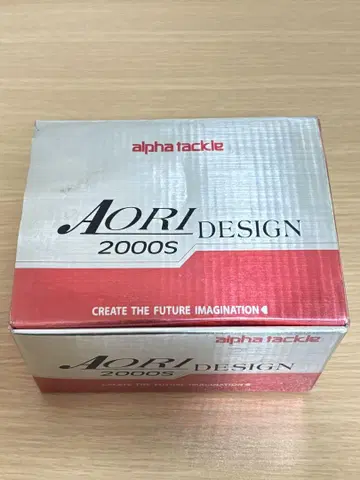 alpha tackle
AORI DESIGN
2000S
CREATE THE FUTURE IMAGINATION
alpha tackle
AORI DESIGN
2000S
CREATE THE FUTURE IMAGINATION